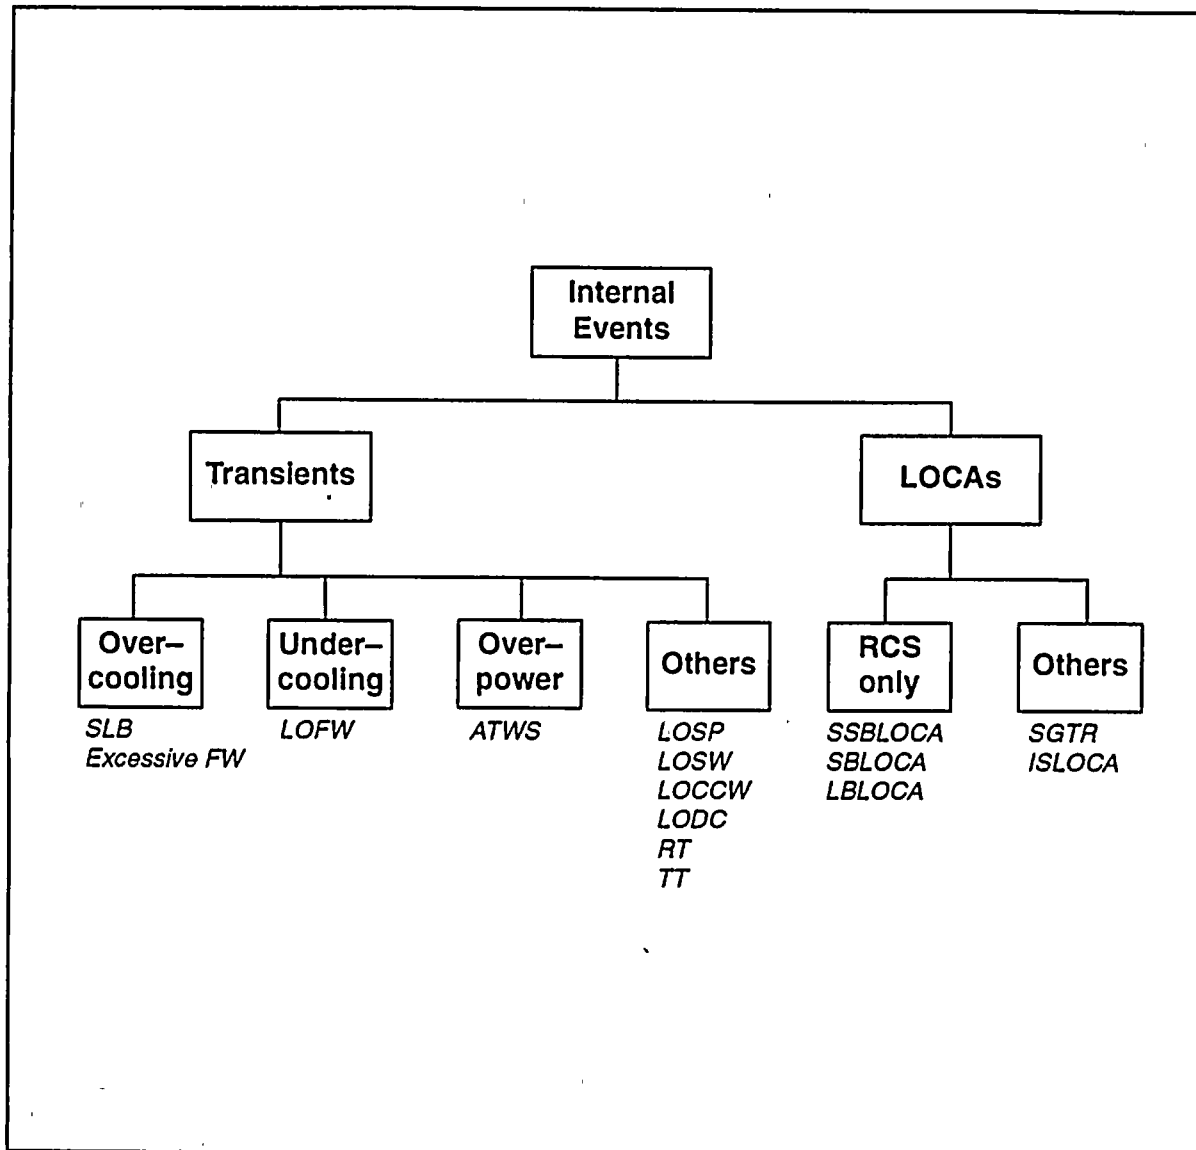 Internal
Events
Transients
LOCAs
Over–
cooling
Under–
cooling
Over–
power
Others
RCS
only
Others
SLB
Excessive FW
LOFW
ATWS
LOSP
LOSW
LOCCW
LODC
RT
TT
SSBLOCA
SBLOCA
LBLOCA
SGTR
ISLOCA